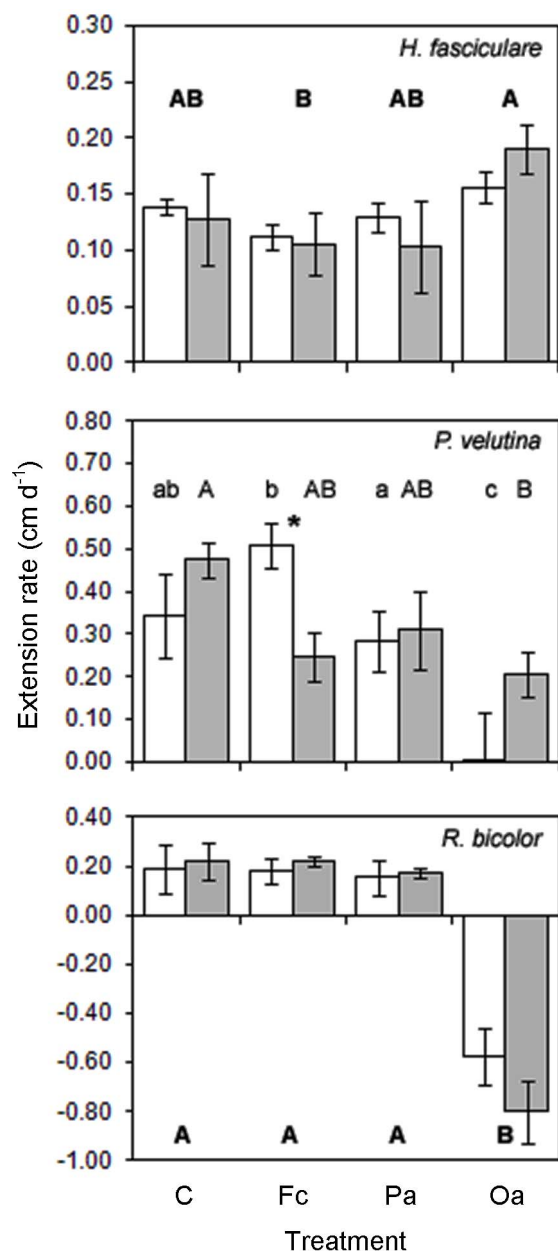 0.30
H. fasciculare
0.25
AB B AB A
0.20
0.15
0.10
0.05
0.00
0.80
P. velutina
0.70
ab A b AB a AB c B
0.60
*
0.50
0.40
0.30
0.20
0.10
0.00
Extension rate (cm d-1)
0.40
R. bicolor
0.20
0.00
-0.20
-0.40
-0.60
-0.80
A A A B
-1.00
C Fc Pa Oa
Treatment